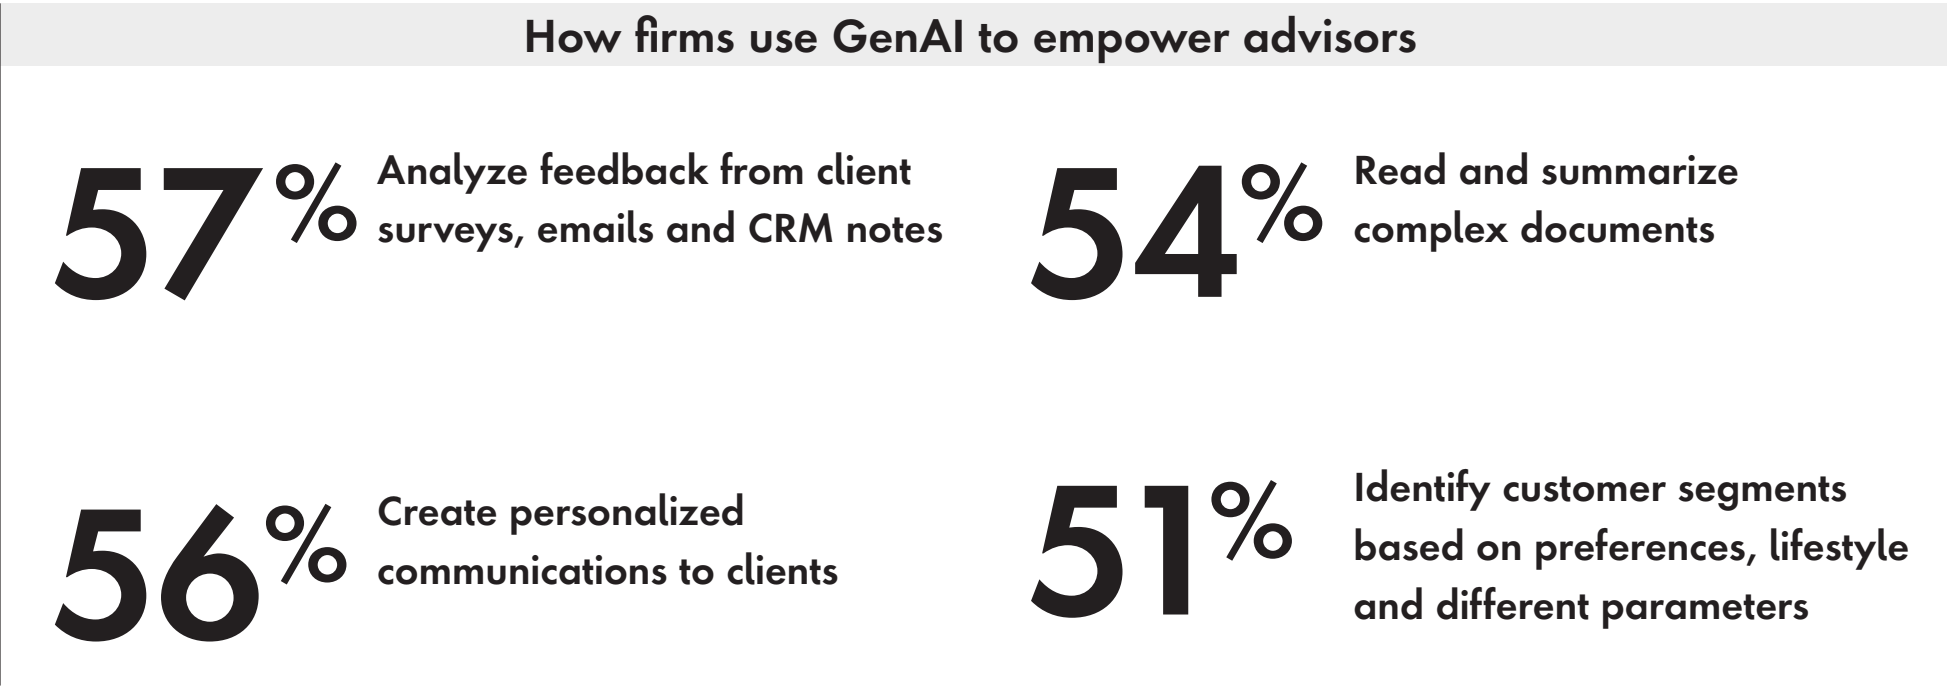 How firms use GenAI to empower advisors
57% Analyze feedback from client
surveys, emails and CRM notes
54% Read and summarize
complex documents
56% Create personalized
communications to clients
51% Identify customer segments
based on preferences, lifestyle
and different parameters